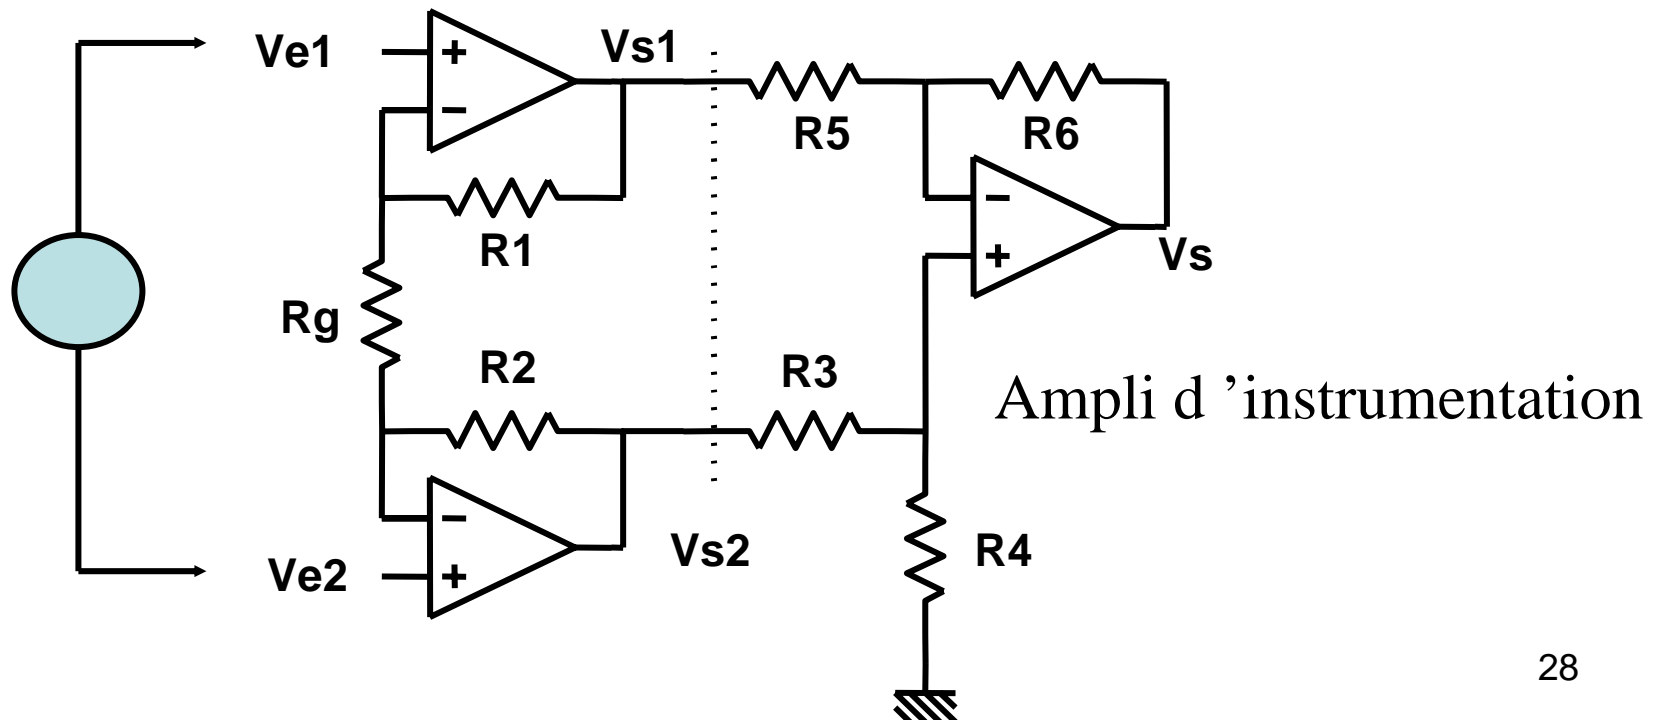 Ve1
Vs1
+
−
R5
R6
R1
−
+
Vs
Rg
R2
R3
Ampli d ’instrumentation
−
+
Ve2
Vs2
R4
28